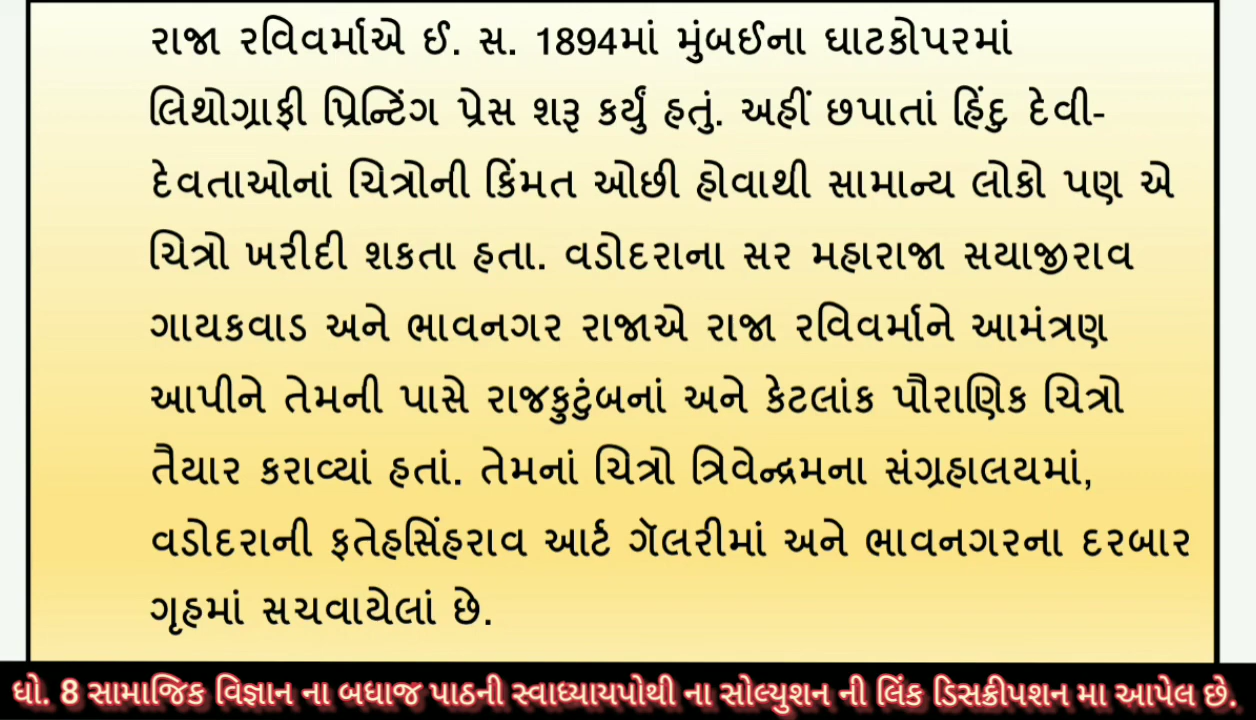 રાજા રવિવર્માએ ઈ. સ. 1894માં મુંબઈના ઘાટકોપરમાં
લિથોગ્રાફી પ્રિન્ટિંગ પ્રેસ શરૂ કર્યું હતું. અહીં છપાતાં હિંદુ દેવી-
દેવતાઓનાં ચિત્રોની કિંમત ઓછી હોવાથી સામાન્ય લોકો પણ એ
ચિત્રો ખરીદી શકતા હતા. વડોદરાના સર મહારાજા સયાજીરાવ
ગાયકવાડ અને ભાવનગર રાજાએ રાજા રવિવર્માને આમંત્રણ
આપીને તેમની પાસે રાજકુટુંબનાં અને કેટલાંક પૌરાણિક ચિત્રો
તૈયાર કરાવ્યાં હતાં. તેમનાં ચિત્રો ત્રિવેન્દ્રમના સંગ્રહાલયમાં,
વડોદરાની ફતેહસિંહરાવ આર્ટ ગૅલરીમાં અને ભાવનગરના દરબાર
ગૃહમાં સચવાયેલાં છે.
ધો. 8 સામાજિક વિજ્ઞાન ના બધાજ પાઠની સ્વાધ્યાયપોથી ના સોલ્યુશન ની લિંક ડિસક્રીપશન મા આપેલ છે.